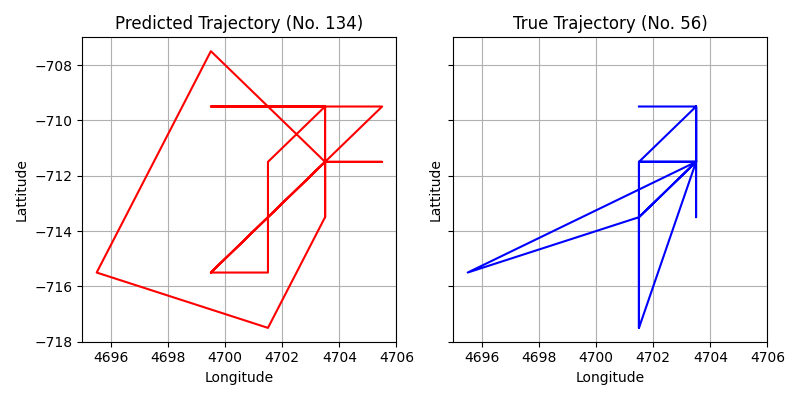 Predicted Trajectory (No. 134)
True Trajectory (No. 56)
Lattitude
−708
−710
−712
−714
−716
−718
4696 4698 4700 4702 4704 4706
Longitude
Lattitude
4696 4698 4700 4702 4704 4706
Longitude